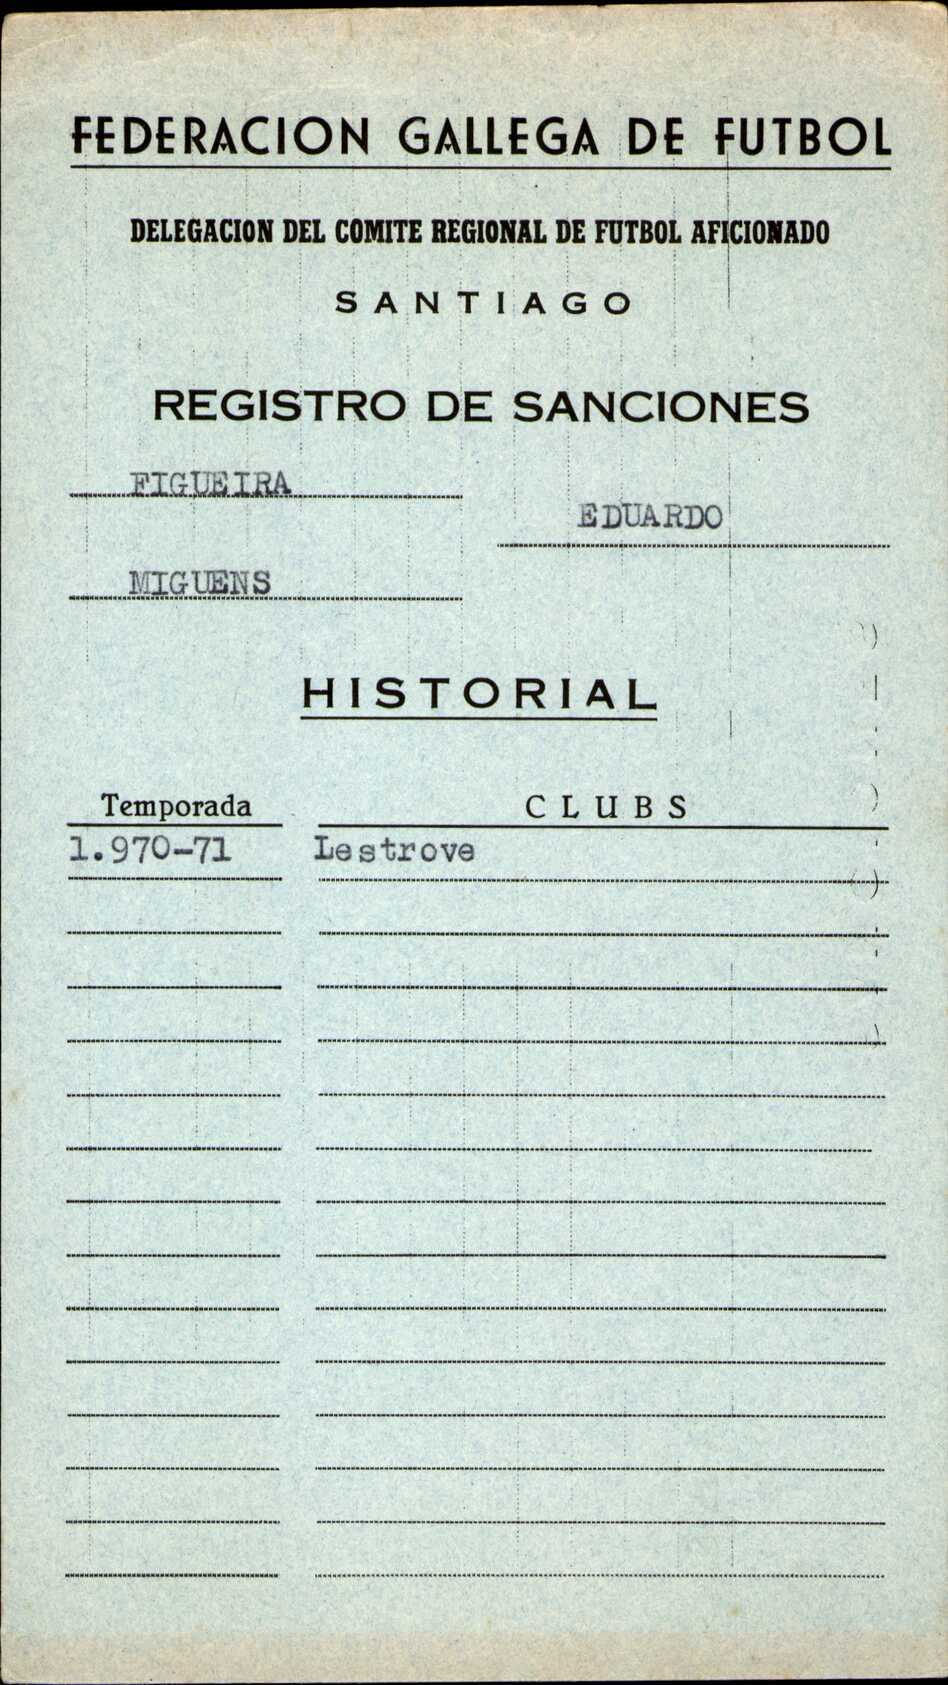 FEDERACION GALLEGA DE FUTBOL
DELEGACION DEL COMITE REGIONAL DE FUTBOL AFICIONADO
SANTIAGO
REGISTRO DE SANCIONES
FIGUEIRA
EDUARDO
MIGUENS
HISTORIAL
Temporada CLUBS
1.970-71 Lestrove